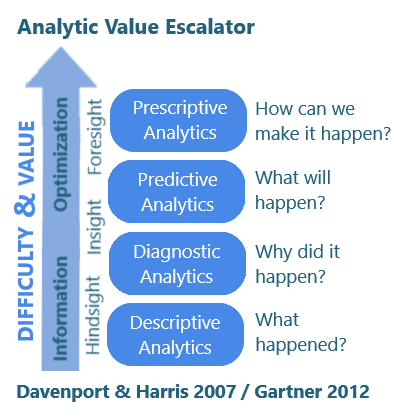 Analytic Value Escalator
DIFFICULTY & VALUE
Information
Optimization
Hindsight
Insight
Foresight
Prescriptive
Analytics
How can we
make it happen?
Predictive
Analytics
What will
happen?
Diagnostic
Analytics
Why did it
happen?
Descriptive
Analytics
What
happened?
Davenport & Harris 2007 / Gartner 2012